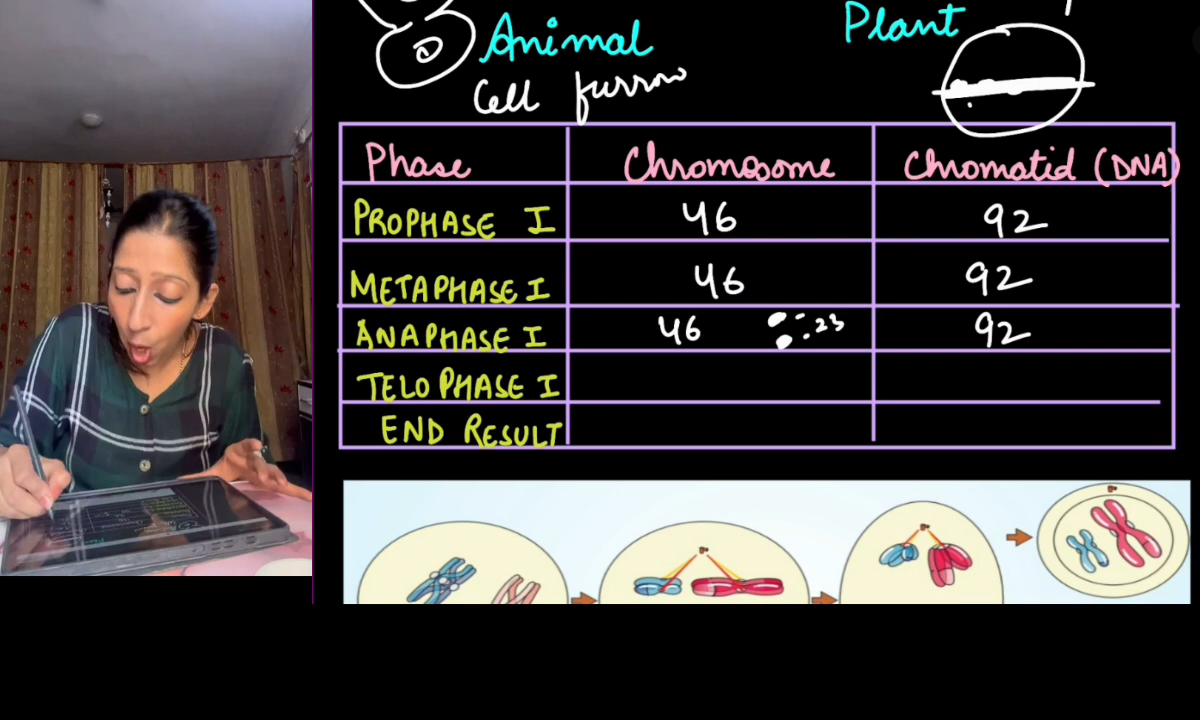 Animal Plant
Cell furrow
Phase Chromosome Chromatid (DNA)
PROPHASE I 46 92
METAPHASE I 46 92
ANAPHASE I 46 23 92
TELOPHASE I
END RESULT